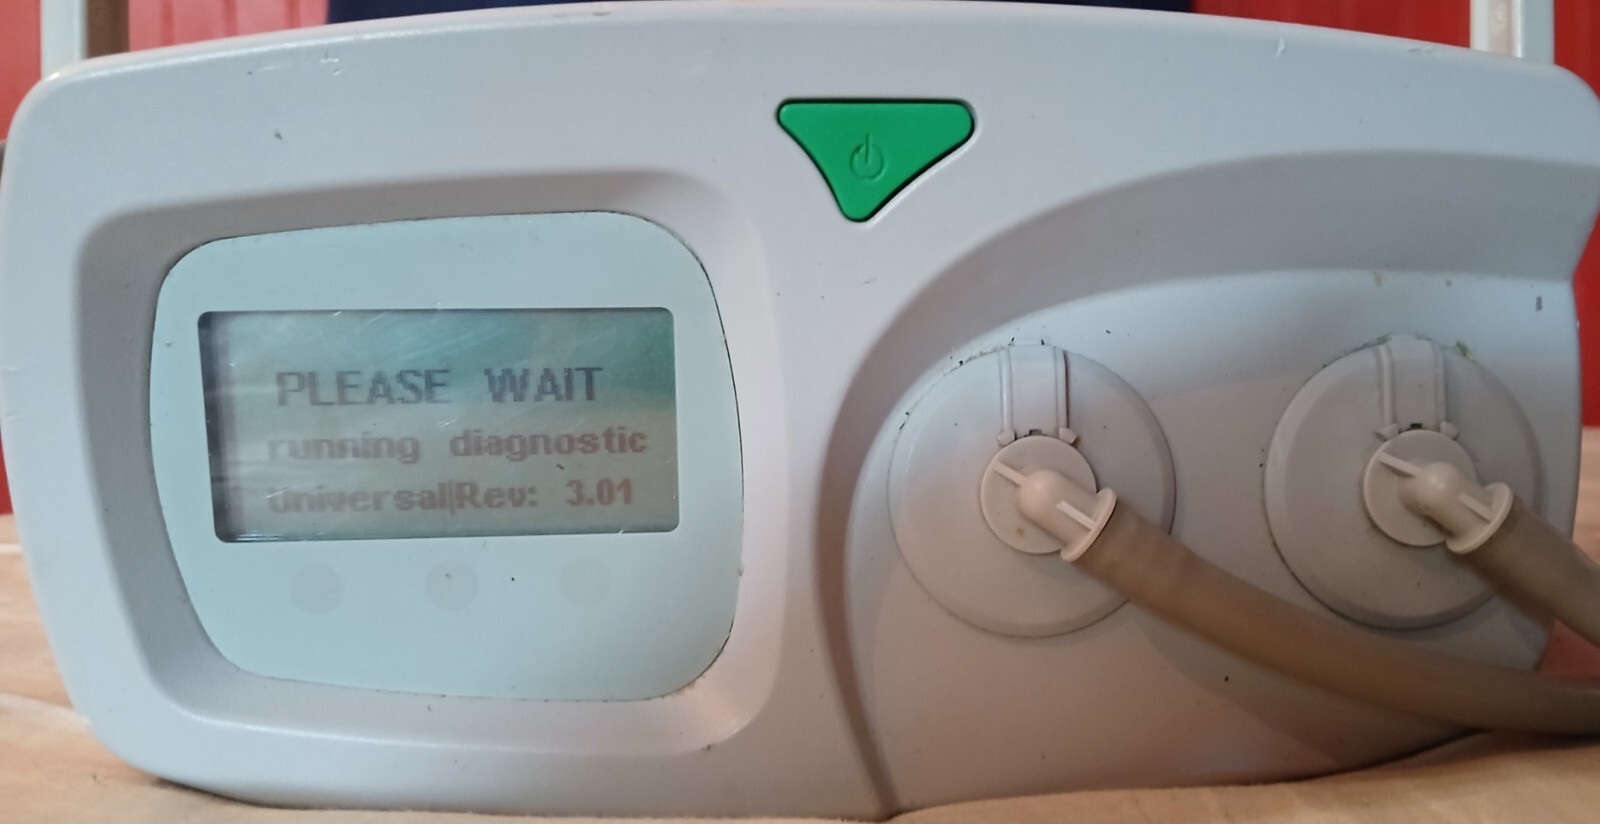 PLEASE WAIT
running diagnostic
Universal|Rev: 3.01